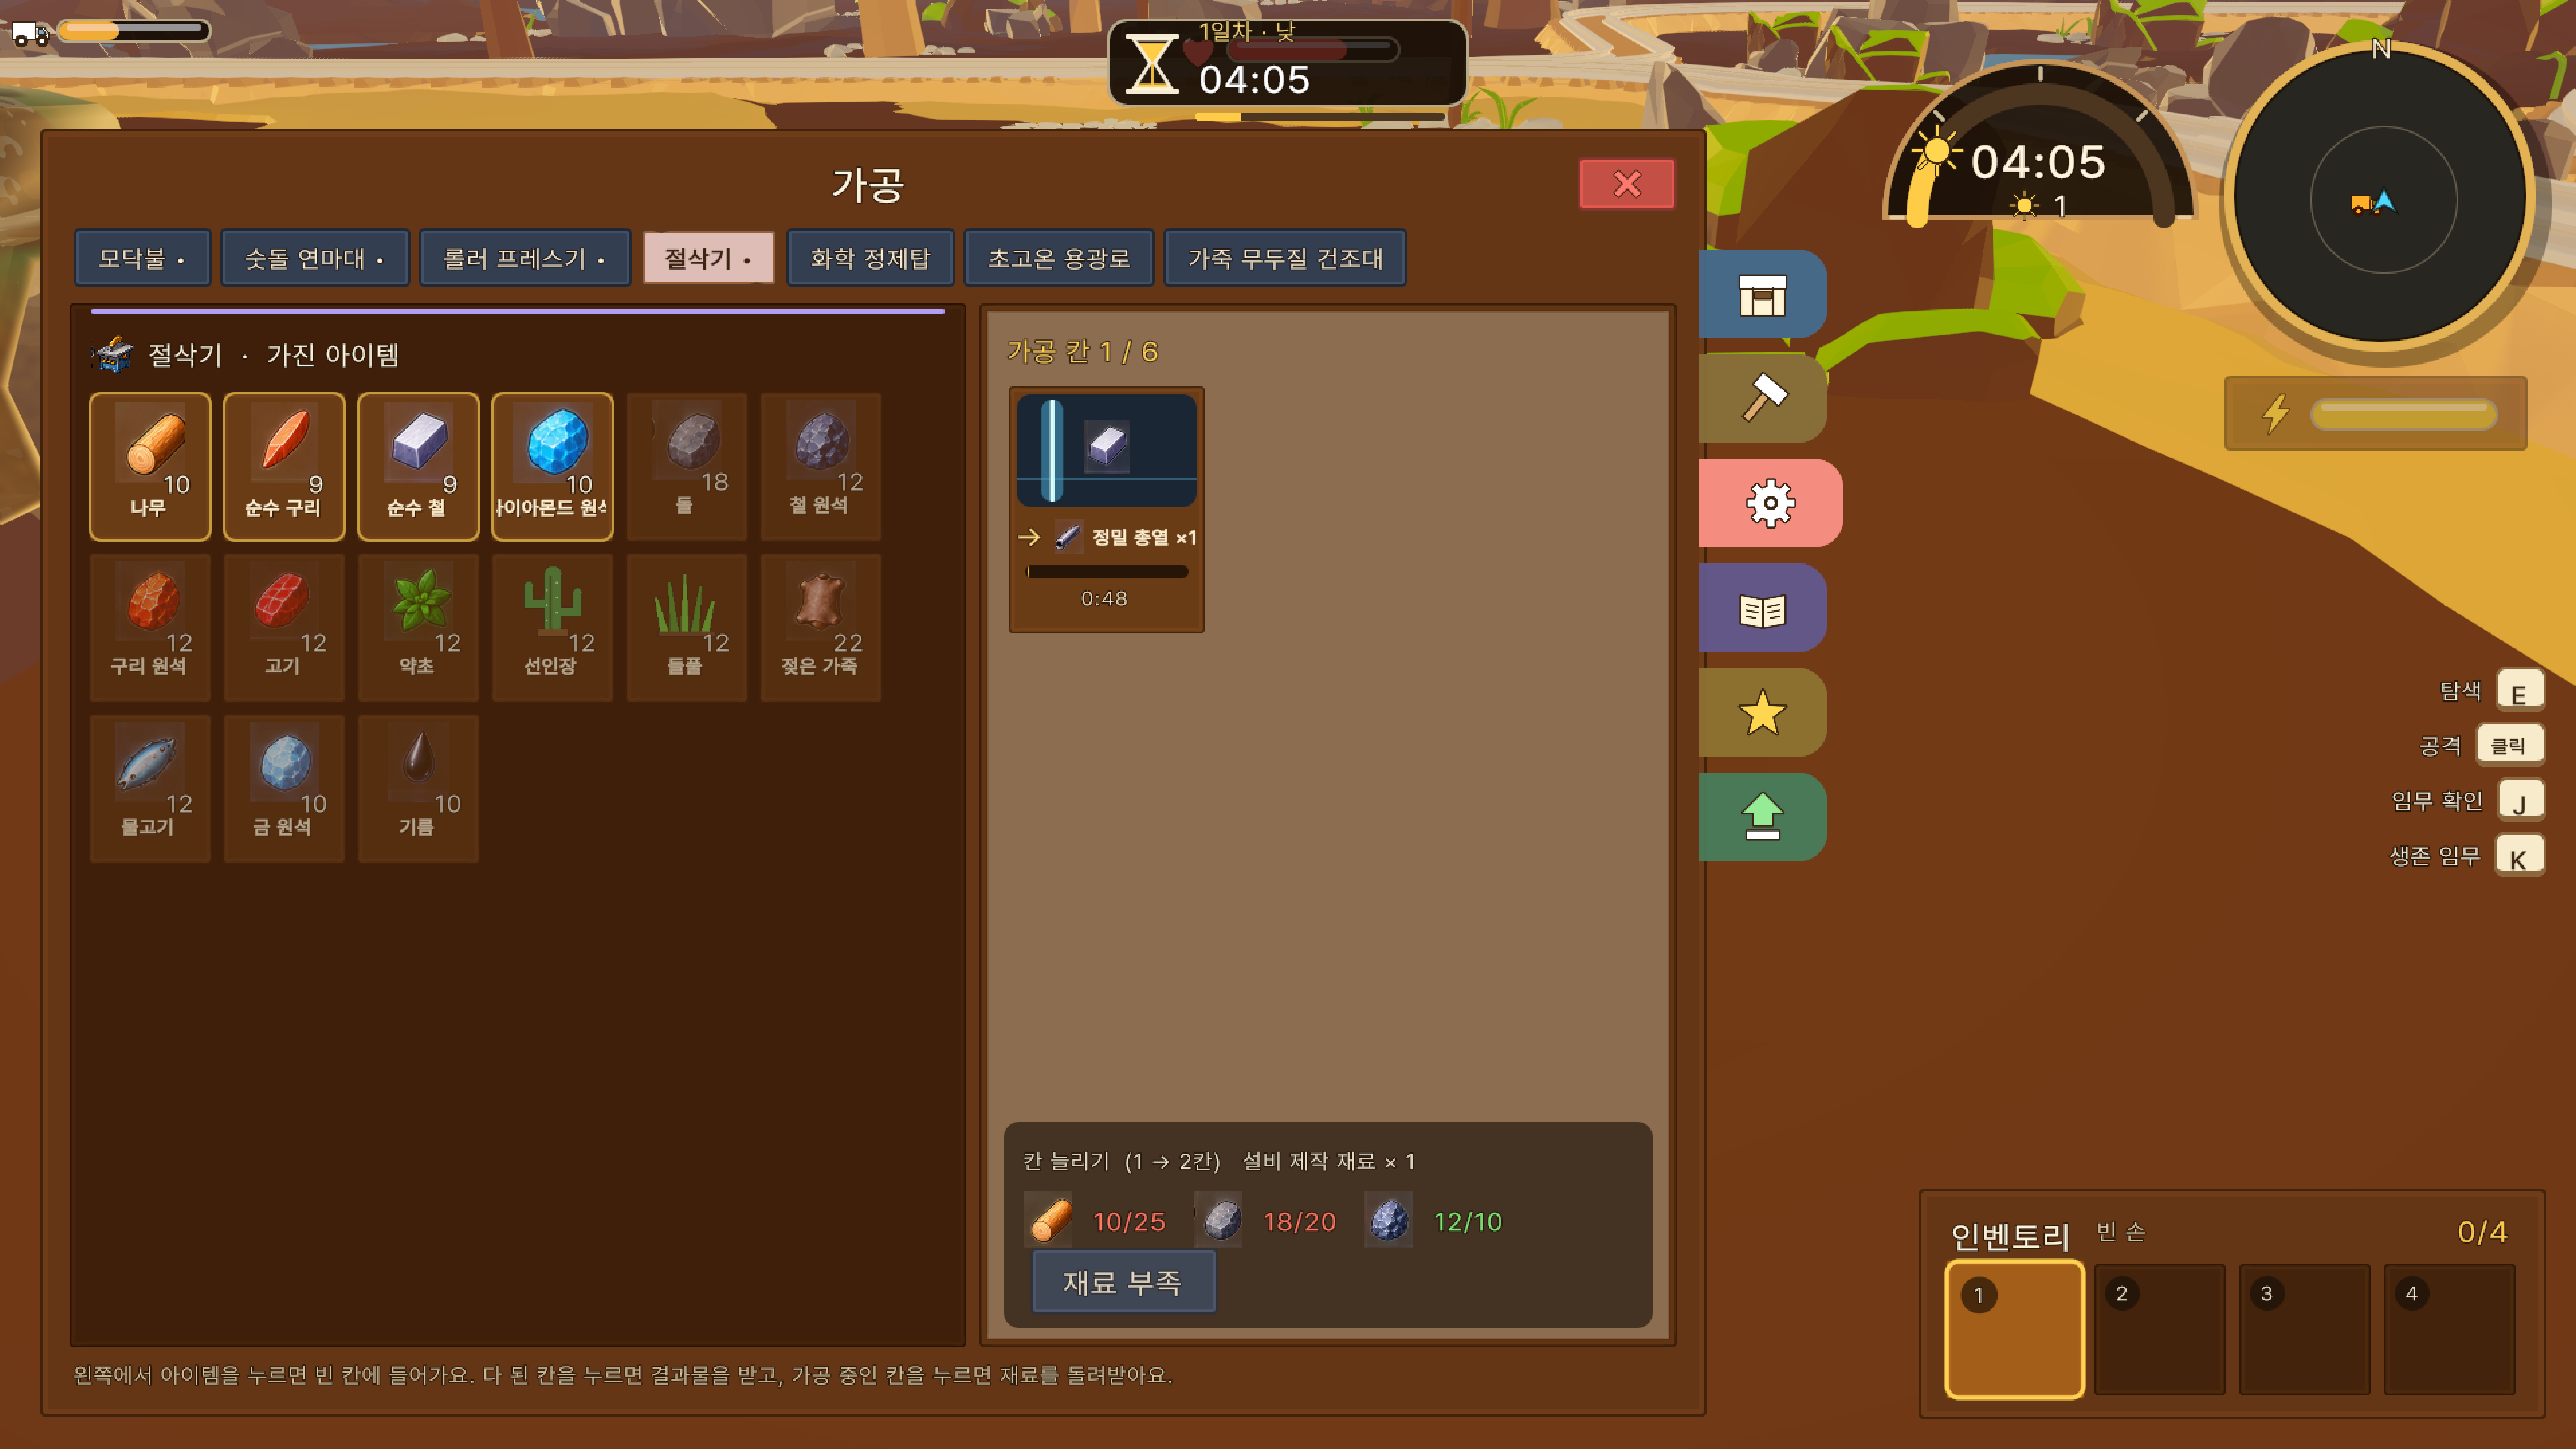 1일차 · 낮
04:05
N
04:05
1
가공
모닥불 •
숫돌 연마대 •
롤러 프레스기 •
절삭기 •
화학 정제탑
초고온 용광로
가죽 무두질 건조대
절삭기 · 가진 아이템
10
나무
9
순수 구리
9
순수 철
10
이아몬드 원
18
돌
12
철 원석
12
구리 원석
12
고기
12
약초
12
선인장
12
들풀
22
젖은 가죽
12
물고기
10
금 원석
10
기름
가공 칸 1 / 6
→ 정밀 총열 ×1
0:48
칸 늘리기 (1 → 2칸) 설비 제작 재료 × 1
10/25 18/20 12/10
재료 부족
왼쪽에서 아이템을 누르면 빈 칸에 들어가요. 다 된 칸을 누르면 결과물을 받고, 가공 중인 칸을 누르면 재료를 돌려받아요.
탐색 E
공격 클릭
임무 확인 J
생존 임무 K
인벤토리 빈 손 0/4
1 2 3 4